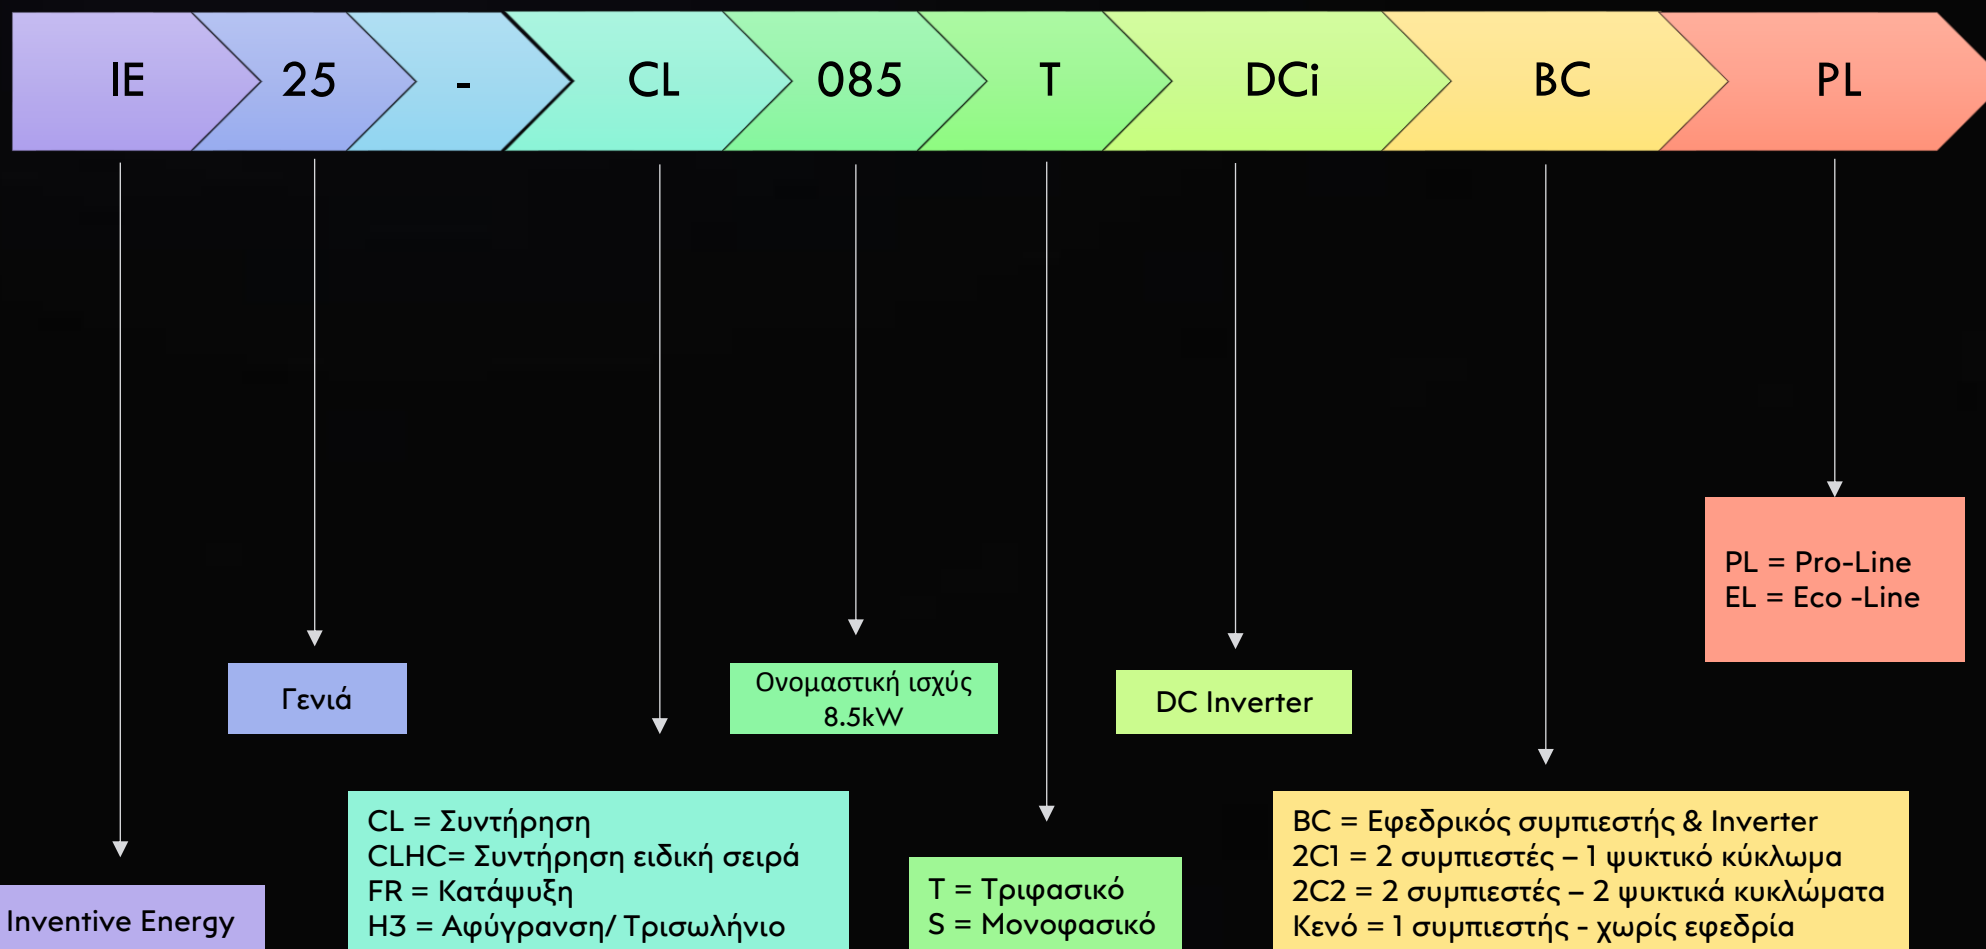 IE
25
-
CL
085
T
DCi
BC
PL
PL = Pro-Line
EL = Eco -Line
Γενιά
Ονομαστική ισχύς
8.5kW
DC Inverter
CL = Συντήρηση
CLHC= Συντήρηση ειδική σειρά
FR = Κατάψυξη
H3 = Αφύγρανση/ Τρισωλήνιο
BC = Εφεδρικός συμπιεστής & Inverter
2C1 = 2 συμπιεστές – 1 ψυκτικό κύκλωμα
2C2 = 2 συμπιεστές – 2 ψυκτικά κυκλώματα
Κενό = 1 συμπιεστής - χωρίς εφεδρία
T = Τριφασικό
S = Μονοφασικό
Inventive Energy